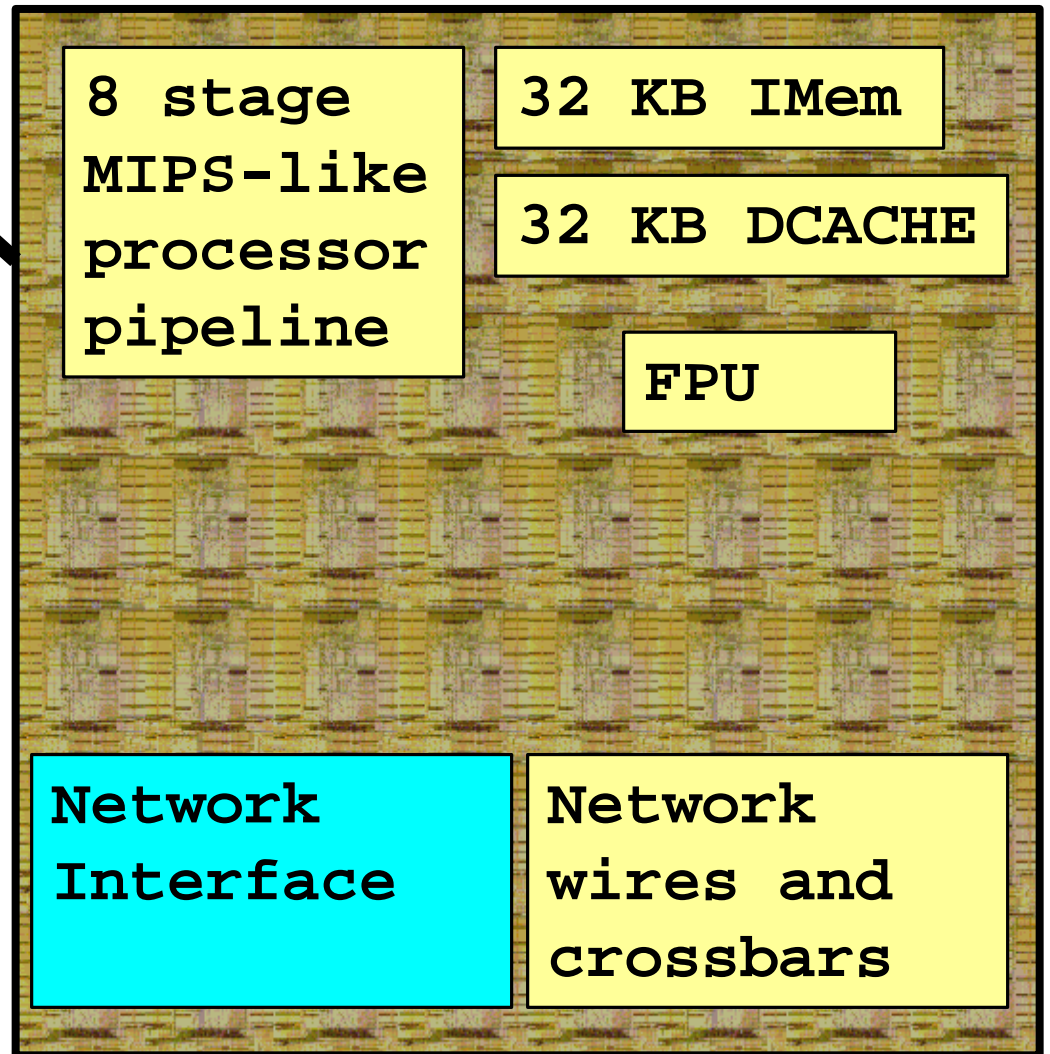 8 stage
MIPS-like
processor
pipeline
32 KB IMem
32 KB DCACHE
FPU
Network
Interface
Network
wires and
crossbars